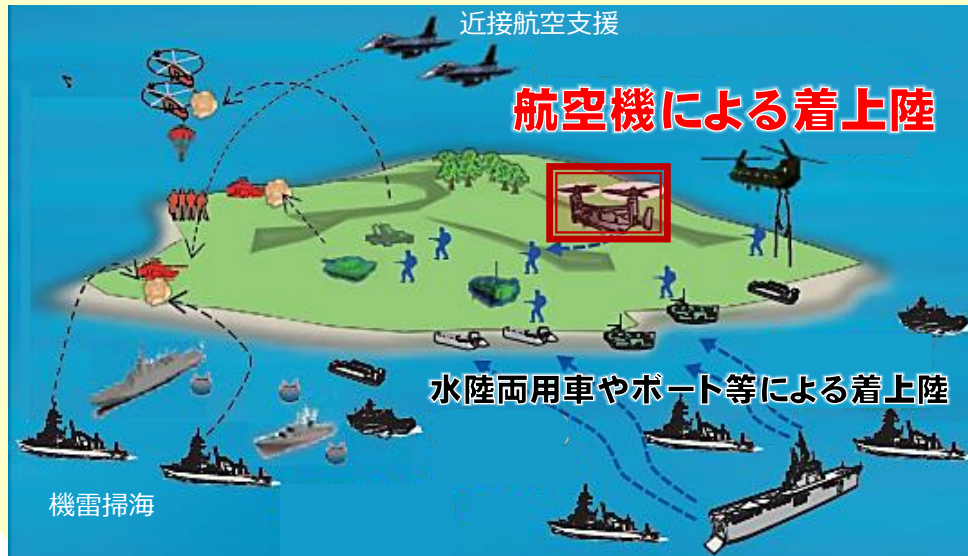 近接航空支援
航空機による着上陸
水陸両用車やボート等による着上陸
機雷掃海